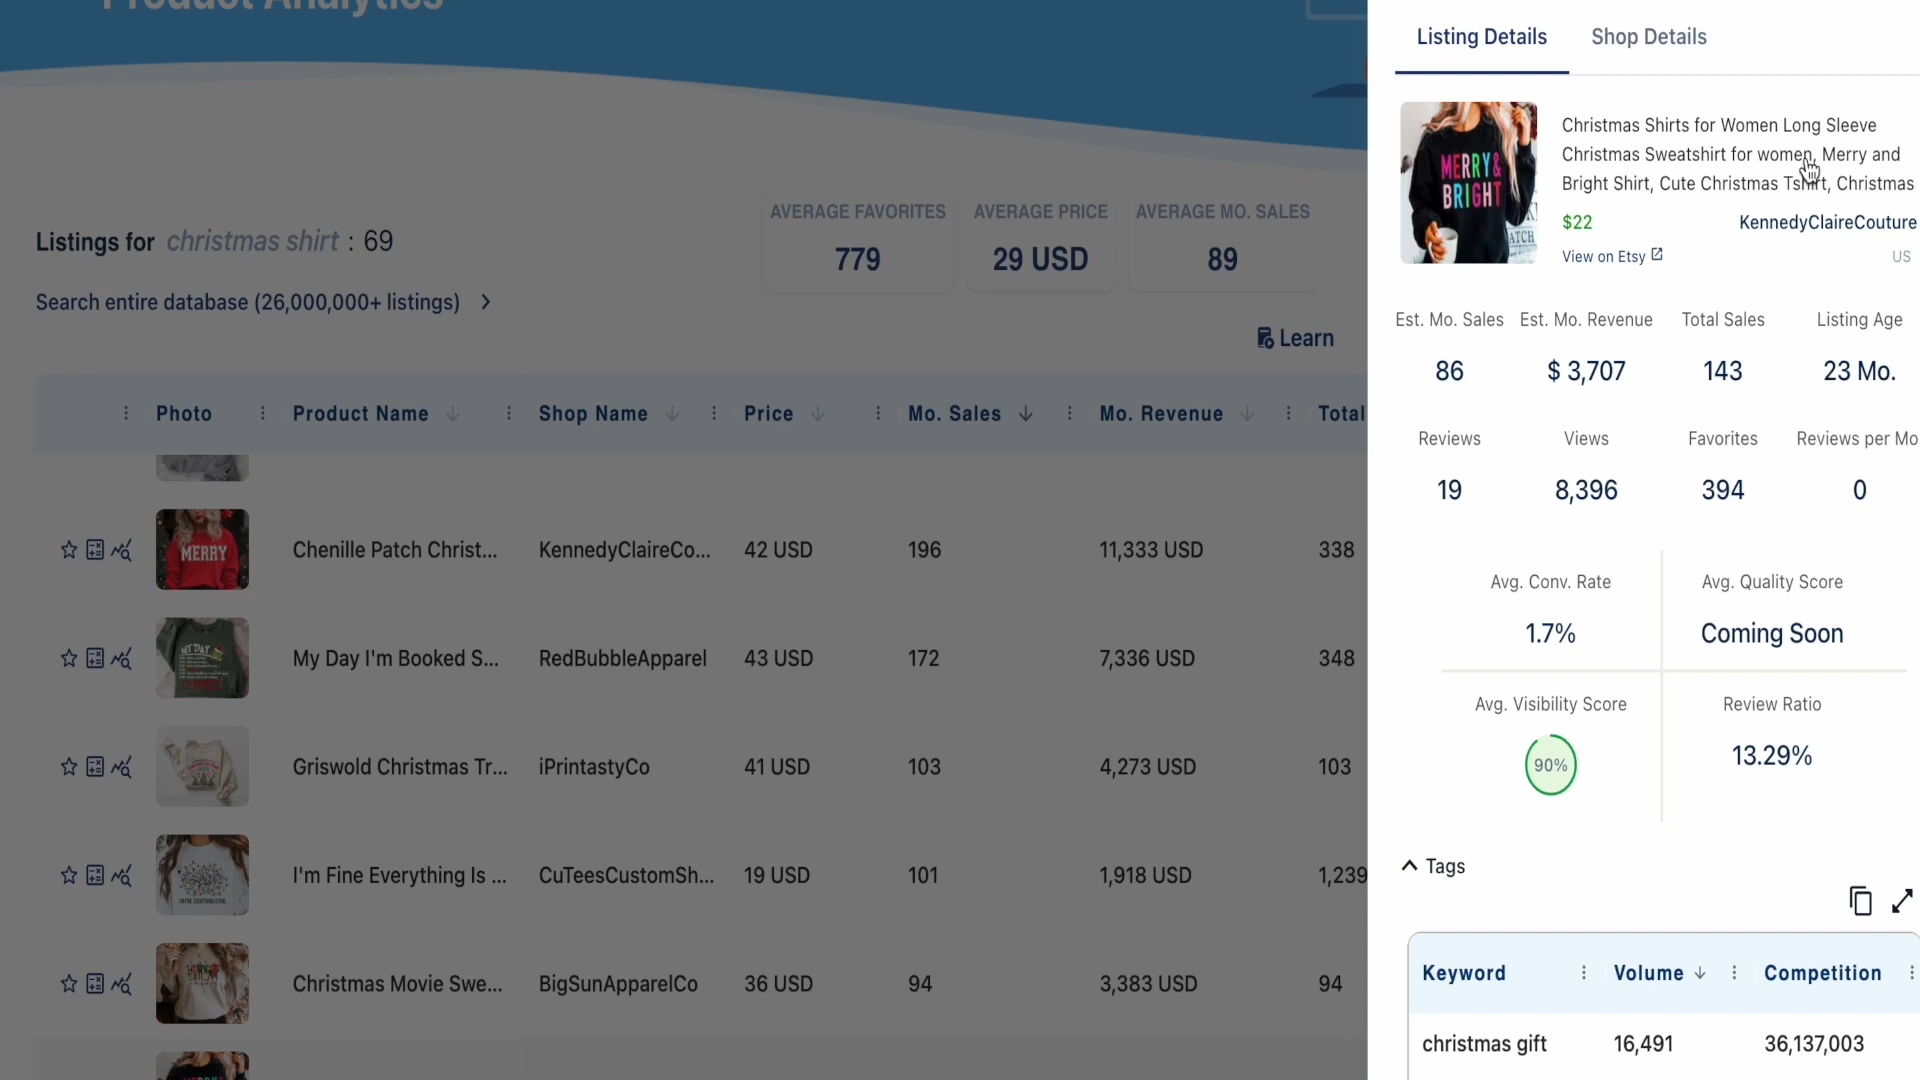 Product Analytics
Listings for christmas shirt : 69
Search entire database (26,000,000+ listings)
AVERAGE FAVORITES
779
AVERAGE PRICE
29 USD
AVERAGE MO. SALES
89
Learn
Photo Product Name Shop Name Price Mo. Sales Mo. Revenue Total
MERRY
Chenille Patch Christ... KennedyClaireCo... 42 USD 196 11,333 USD 338
MY DAY
My Day I'm Booked S... RedBubbleApparel 43 USD 172 7,336 USD 348
Griswold Christmas Tr... iPrintastyCo 41 USD 103 4,273 USD 103
I'm Fine Everything Is ... CuTeesCustomSh... 19 USD 101 1,918 USD 1,239
Christmas Movie Swe... BigSunApparelCo 36 USD 94 3,383 USD 94
Listing Details Shop Details
MERRY &
BRIGHT
Christmas Shirts for Women Long Sleeve
Christmas Sweatshirt for women, Merry and
Bright Shirt, Cute Christmas Tshirt, Christmas
$22 KennedyClaireCouture
View on Etsy US
Est. Mo. Sales Est. Mo. Revenue Total Sales Listing Age
86 $ 3,707 143 23 Mo.
Reviews Views Favorites Reviews per Mo
19 8,396 394 0
Avg. Conv. Rate Avg. Quality Score
1.7% Coming Soon
Avg. Visibility Score Review Ratio
90% 13.29%
Tags
Keyword Volume Competition
christmas gift 16,491 36,137,003